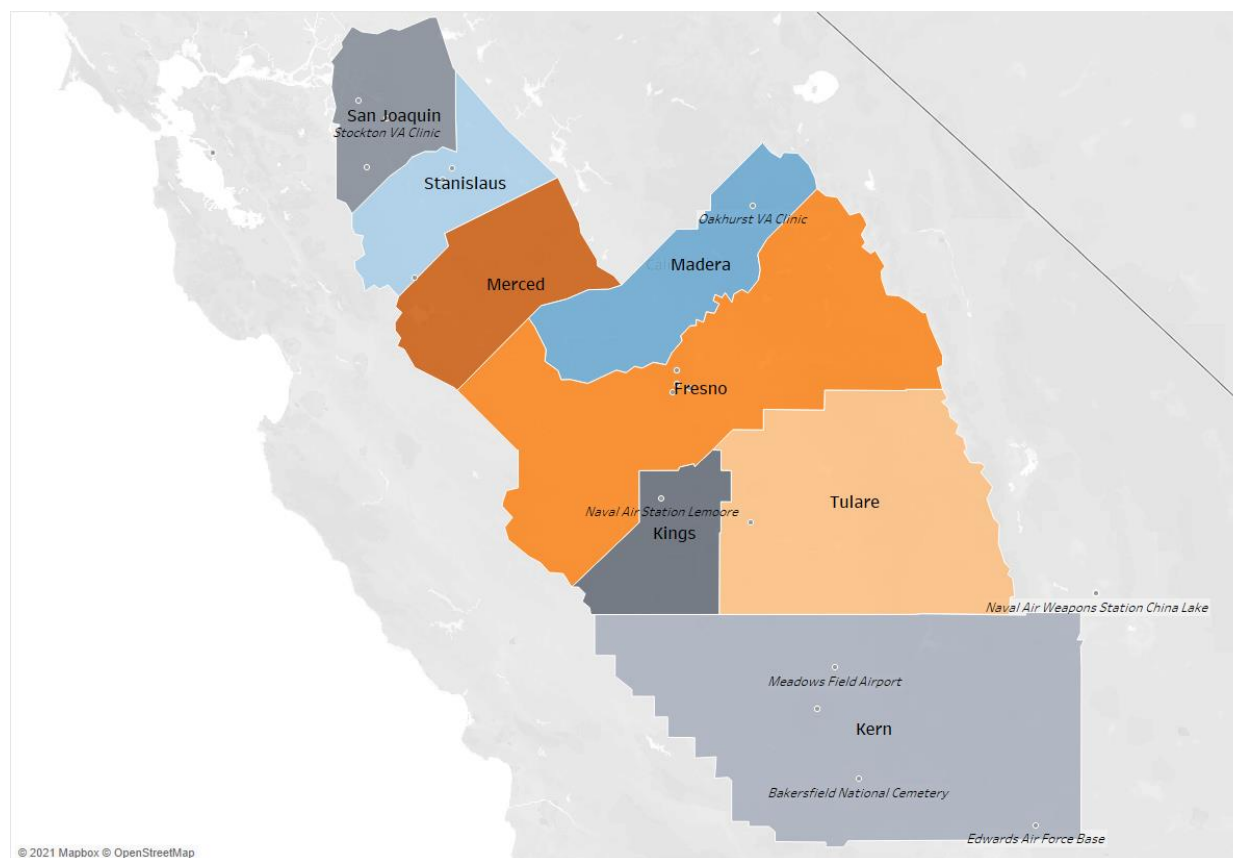 San Joaquin
Stockton VA Clinic
Stanislaus
Oakhurst VA Clinic
Madera
Merced
Fresno
Tulare
Naval Air Station Lemoore
Kings
Naval Air Weapons Station China Lake
Meadows Field Airport
Kern
Bakersfield National Cemetery
Edwards Air Force Base
© 2021 Mapbox © OpenStreetMap